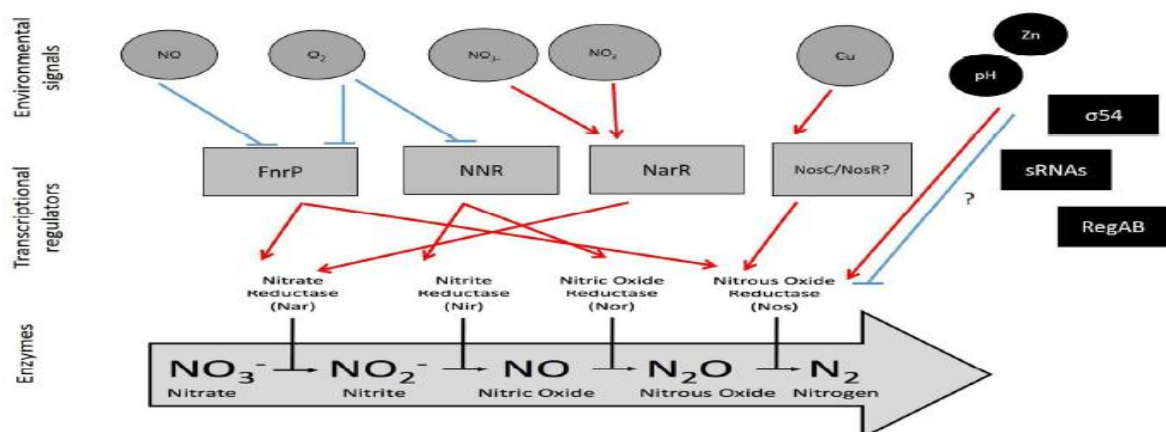 Environmental
signals
NO
O2
NO3-
NO2
Cu
Zn
pH
σ54
sRNAs
RegAB
Transcriptional
regulators
FnrP
NNR
NarR
NosC/NosR?
?
Nitrate
Reductase
(Nar)
Nitrite
Reductase
(Nir)
Nitric Oxide
Reductase
(Nor)
Nitrous Oxide
Reductase
(Nos)
Enzymes
NO3- NO2- NO N2O N2
Nitrate Nitrite Nitric Oxide Nitrous Oxide Nitrogen